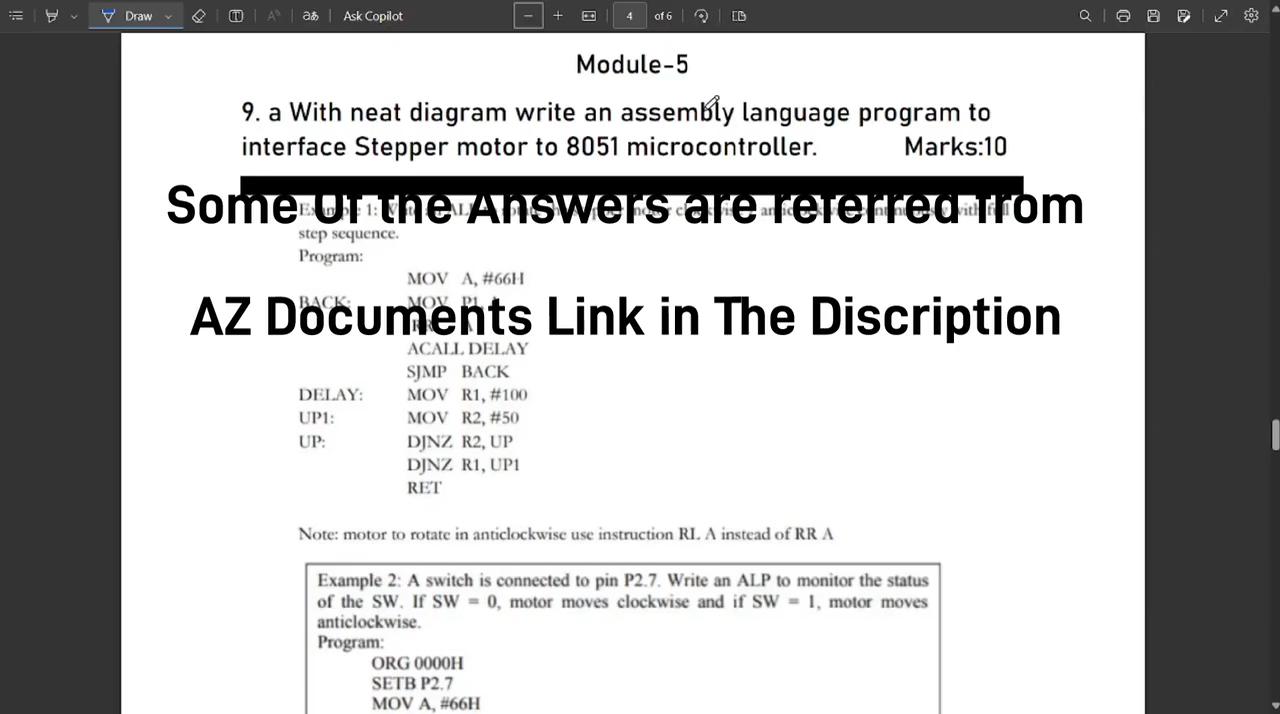 Draw
Ask Copilot
4 of 6
Module-5
9. a With neat diagram write an assembly language program to
interface Stepper motor to 8051 microcontroller. Marks:10
Some Of the Answers are referred from
Example 1:
step sequence.
Program:
MOV A, #66H
BACK: MOV P1,
AZ Documents Link in The Discription
ACALL DELAY
SJMP BACK
DELAY: MOV R1, #100
UP1: MOV R2, #50
UP: DJNZ R2, UP
DJNZ R1, UP1
RET
Note: motor to rotate in anticlockwise use instruction RL A instead of RR A
Example 2: A switch is connected to pin P2.7. Write an ALP to monitor the status
of the SW. If SW = 0, motor moves clockwise and if SW = 1, motor moves
anticlockwise.
Program:
ORG 0000H
SETB P2.7
MOV A, #66H